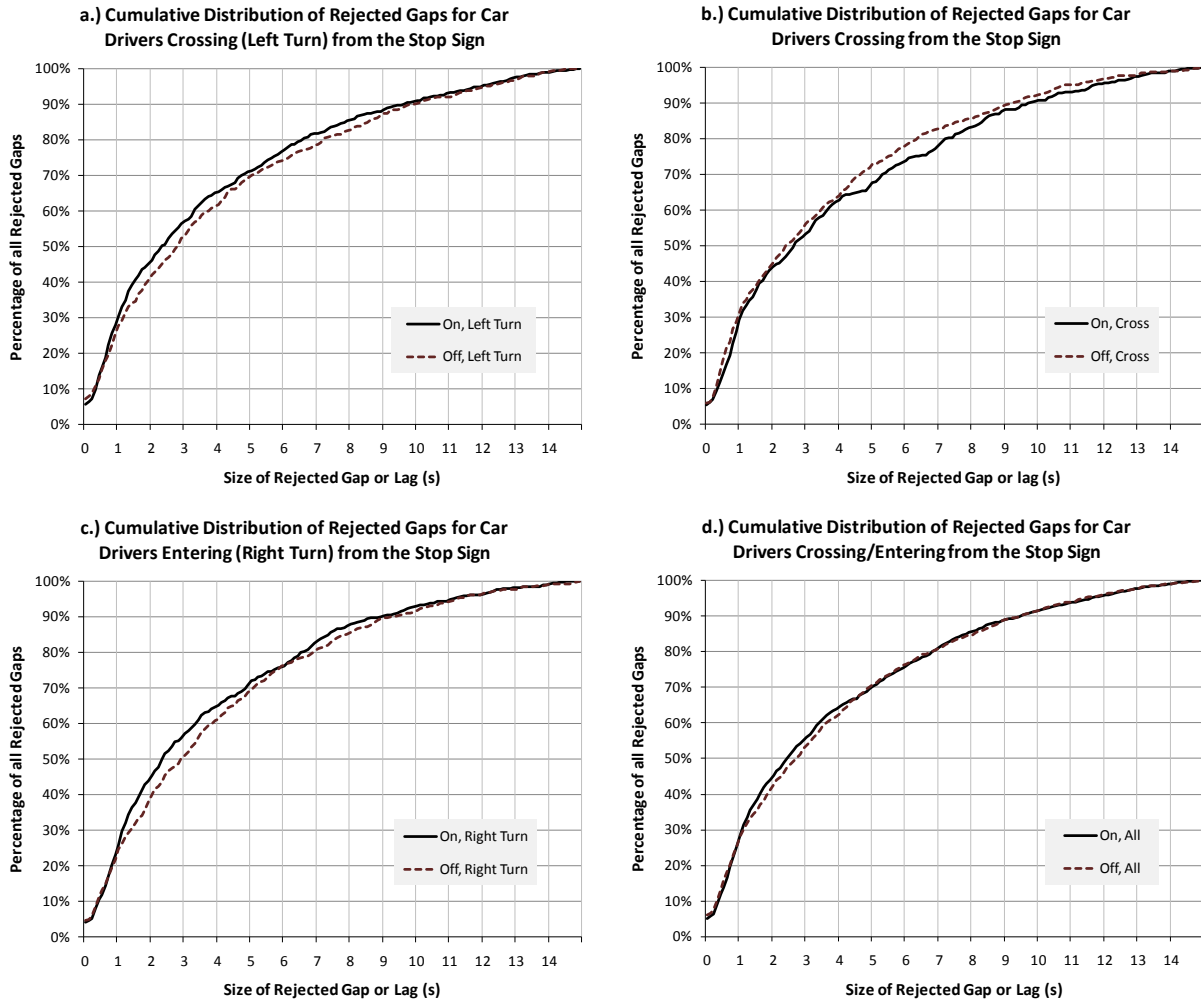 a.) Cumulative Distribution of Rejected Gaps for Car
Drivers Crossing (Left Turn) from the Stop Sign
Percentage of all Rejected Gaps
100%
90%
80%
70%
60%
50%
40%
30%
20%
10%
0%
On, Left Turn
Off, Left Turn
0 1 2 3 4 5 6 7 8 9 10 11 12 13 14
Size of Rejected Gap or Lag (s)
b.) Cumulative Distribution of Rejected Gaps for Car
Drivers Crossing from the Stop Sign
Percentage of all Rejected Gaps
100%
90%
80%
70%
60%
50%
40%
30%
20%
10%
0%
On, Cross
Off, Cross
0 1 2 3 4 5 6 7 8 9 10 11 12 13 14
Size of Rejected Gap or lag (s)
c.) Cumulative Distribution of Rejected Gaps for Car
Drivers Entering (Right Turn) from the Stop Sign
Percentage of all Rejected Gaps
100%
90%
80%
70%
60%
50%
40%
30%
20%
10%
0%
On, Right Turn
Off, Right Turn
0 1 2 3 4 5 6 7 8 9 10 11 12 13 14
Size of Rejected Gap or Lag (s)
d.) Cumulative Distribution of Rejected Gaps for Car
Drivers Crossing/Entering from the Stop Sign
Percentage of all Rejected Gaps
100%
90%
80%
70%
60%
50%
40%
30%
20%
10%
0%
On, All
Off, All
0 1 2 3 4 5 6 7 8 9 10 11 12 13 14
Size of Rejected Gap or Lag (s)